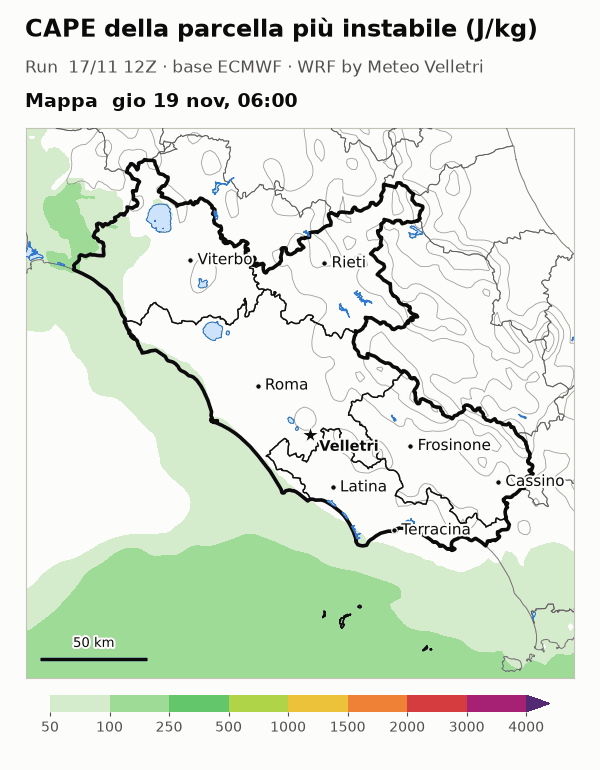 CAPE della parcella più instabile (J/kg)
Run  17/11 12Z · base ECMWF · WRF by Meteo Velletri
Mappa  gio 19 nov, 06:00
Viterbo
Rieti
Roma
Velletri
Frosinone
Cassino
Latina
Terracina
50 km
50 100 250 500 1000 1500 2000 3000 4000